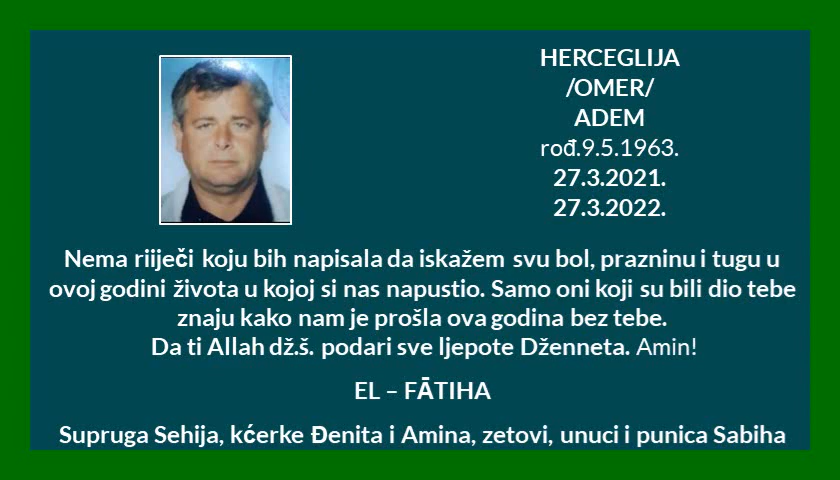 HERCEGLIJA
/OMER/
ADEM
rođ.9.5.1963.
27.3.2021.
27.3.2022.
Nema riiječi koju bih napisala da iskažem svu bol, prazninu i tugu u
ovoj godini života u kojoj si nas napustio. Samo oni koji su bili dio tebe
znaju kako nam je prošla ova godina bez tebe.
Da ti Allah dž.š. podari sve ljepote Dženneta. Amin!
EL – FĀTIHA
Supruga Sehija, kćerke Đenita i Amina, zetovi, unuci i punica Sabiha